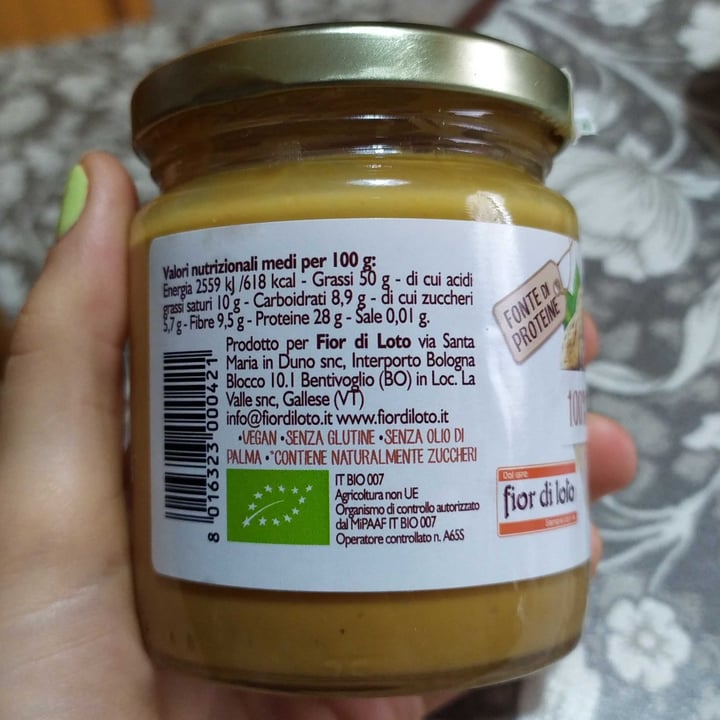 Valori nutrizionali medi per 100 g:
Energia 2559 kJ /618 kcal - Grassi 50 g - di cui acidi
grassi saturi 10 g - Carboidrati 8,9 g - di cui zuccheri
5,7 g - Fibre 9,5 g - Proteine 28 g - Sale 0,01 g.
Prodotto per Fior di Loto via Santa
Maria in Duno snc, Interporto Bologna
Blocco 10.1 Bentivoglio (BO) in Loc. La
Valle snc, Gallese (VT)
info@fiordiloto.it www.fiordiloto.it
•VEGAN •SENZA GLUTINE •SENZA OLIO DI
PALMA •*CONTIENE NATURALMENTE ZUCCHERI
IT BIO 007
Agricoltura non UE
Organismo di controllo autorizzato
dal MiPAAF IT BIO 007
Operatore controllato n. A65S
8 016323 000421
FONTE DI
PROTEINE
100
Dal 1972
fior di loto